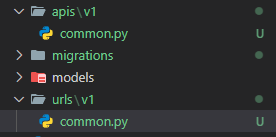 apis\v1
common.py U
migrations
models
urls\v1
common.py U